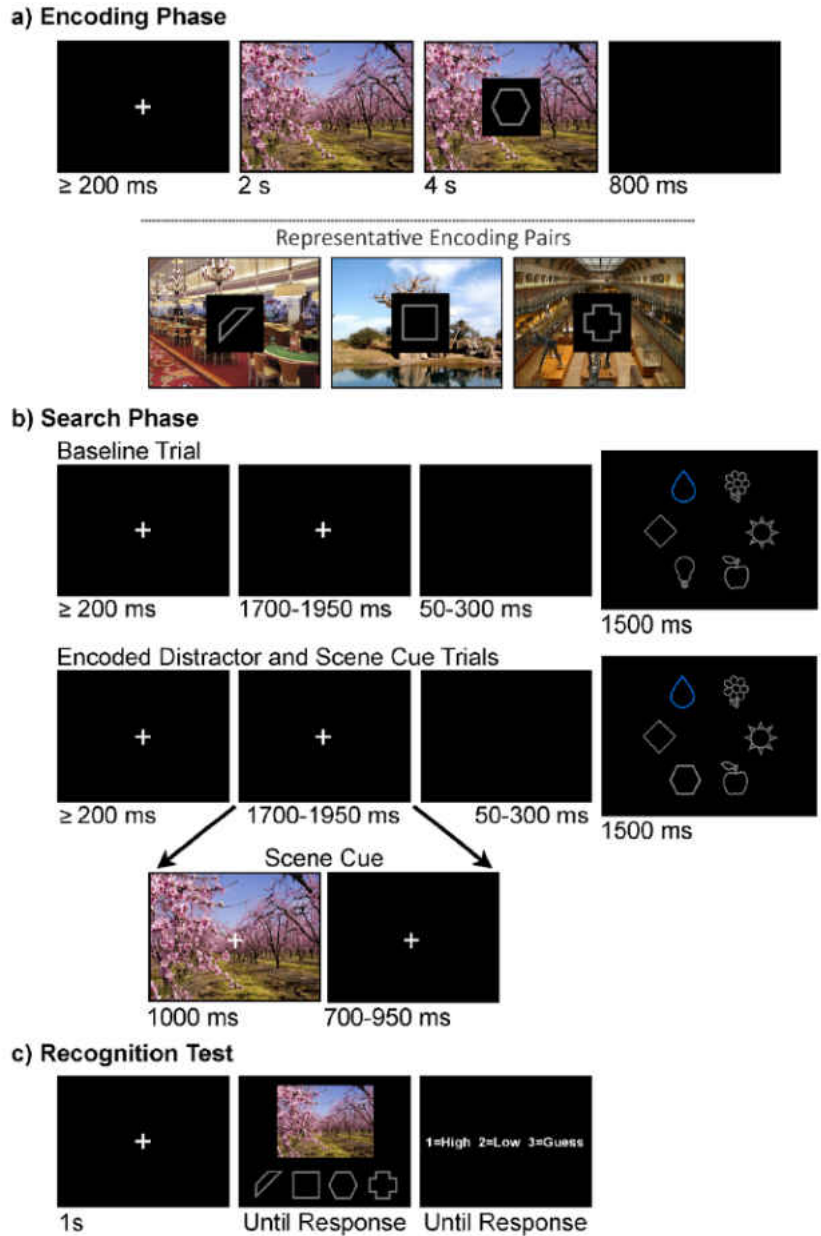 a) Encoding Phase
≥ 200 ms 2 s 4 s 800 ms
Representative Encoding Pairs
b) Search Phase
Baseline Trial
≥ 200 ms 1700-1950 ms 50-300 ms 1500 ms
Encoded Distractor and Scene Cue Trials
≥ 200 ms 1700-1950 ms 50-300 ms 1500 ms
Scene Cue
1000 ms 700-950 ms
c) Recognition Test
1=High 2=Low 3=Guess
1s Until Response Until Response